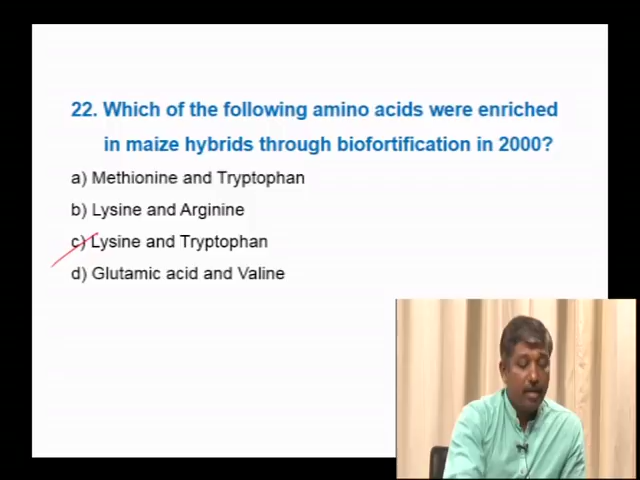 22. Which of the following amino acids were enriched
in maize hybrids through biofortification in 2000?
a) Methionine and Tryptophan
b) Lysine and Arginine
c) Lysine and Tryptophan
d) Glutamic acid and Valine